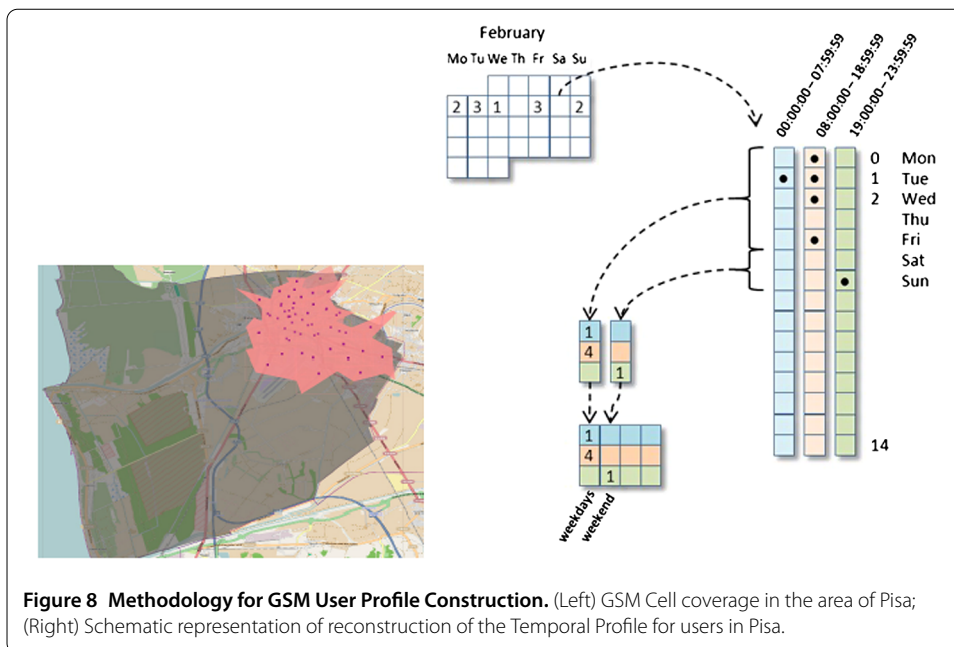 February
Mo Tu We Th Fr Sa Su
2 3 1 3 2
00:00:00 – 07:59:59
08:00:00 – 18:59:59
19:00:00 – 23:59:59
0 Mon
1 Tue
2 Wed
Thu
Fri
Sat
Sun
14
1
4
1
1
4
1
weekdays
weekend
Figure 8 Methodology for GSM User Profile Construction. (Left) GSM Cell coverage in the area of Pisa;
(Right) Schematic representation of reconstruction of the Temporal Profile for users in Pisa.